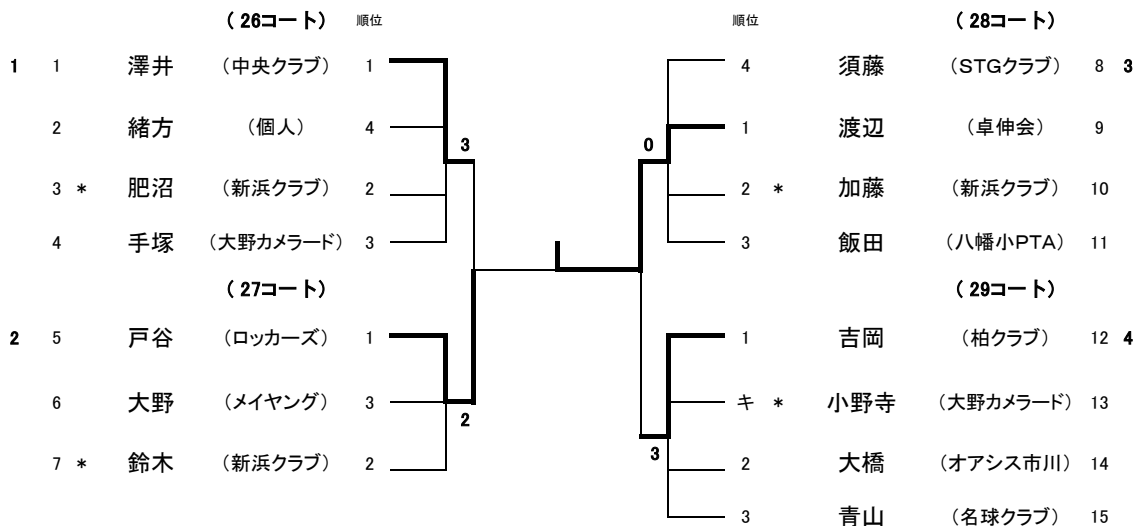 (26コート) 順位
1 1 澤井 (中央クラブ) 1
2 緒方 (個人) 4
3 * 肥沼 (新浜クラブ) 2
4 手塚 (大野カメラード) 3
3
(27コート)
2 5 戸谷 (ロッカーズ) 1
6 大野 (メイヤング) 3
7 * 鈴木 (新浜クラブ) 2
2
順位 (28コート)
4 須藤 (STGクラブ) 8 3
1 渡辺 (卓伸会) 9
2 * 加藤 (新浜クラブ) 10
3 飯田 (八幡小PTA) 11
0
(29コート)
1 吉岡 (柏クラブ) 12 4
キ * 小野寺 (大野カメラード) 13
2 大橋 (オアシス市川) 14
3 青山 (名球クラブ) 15
3